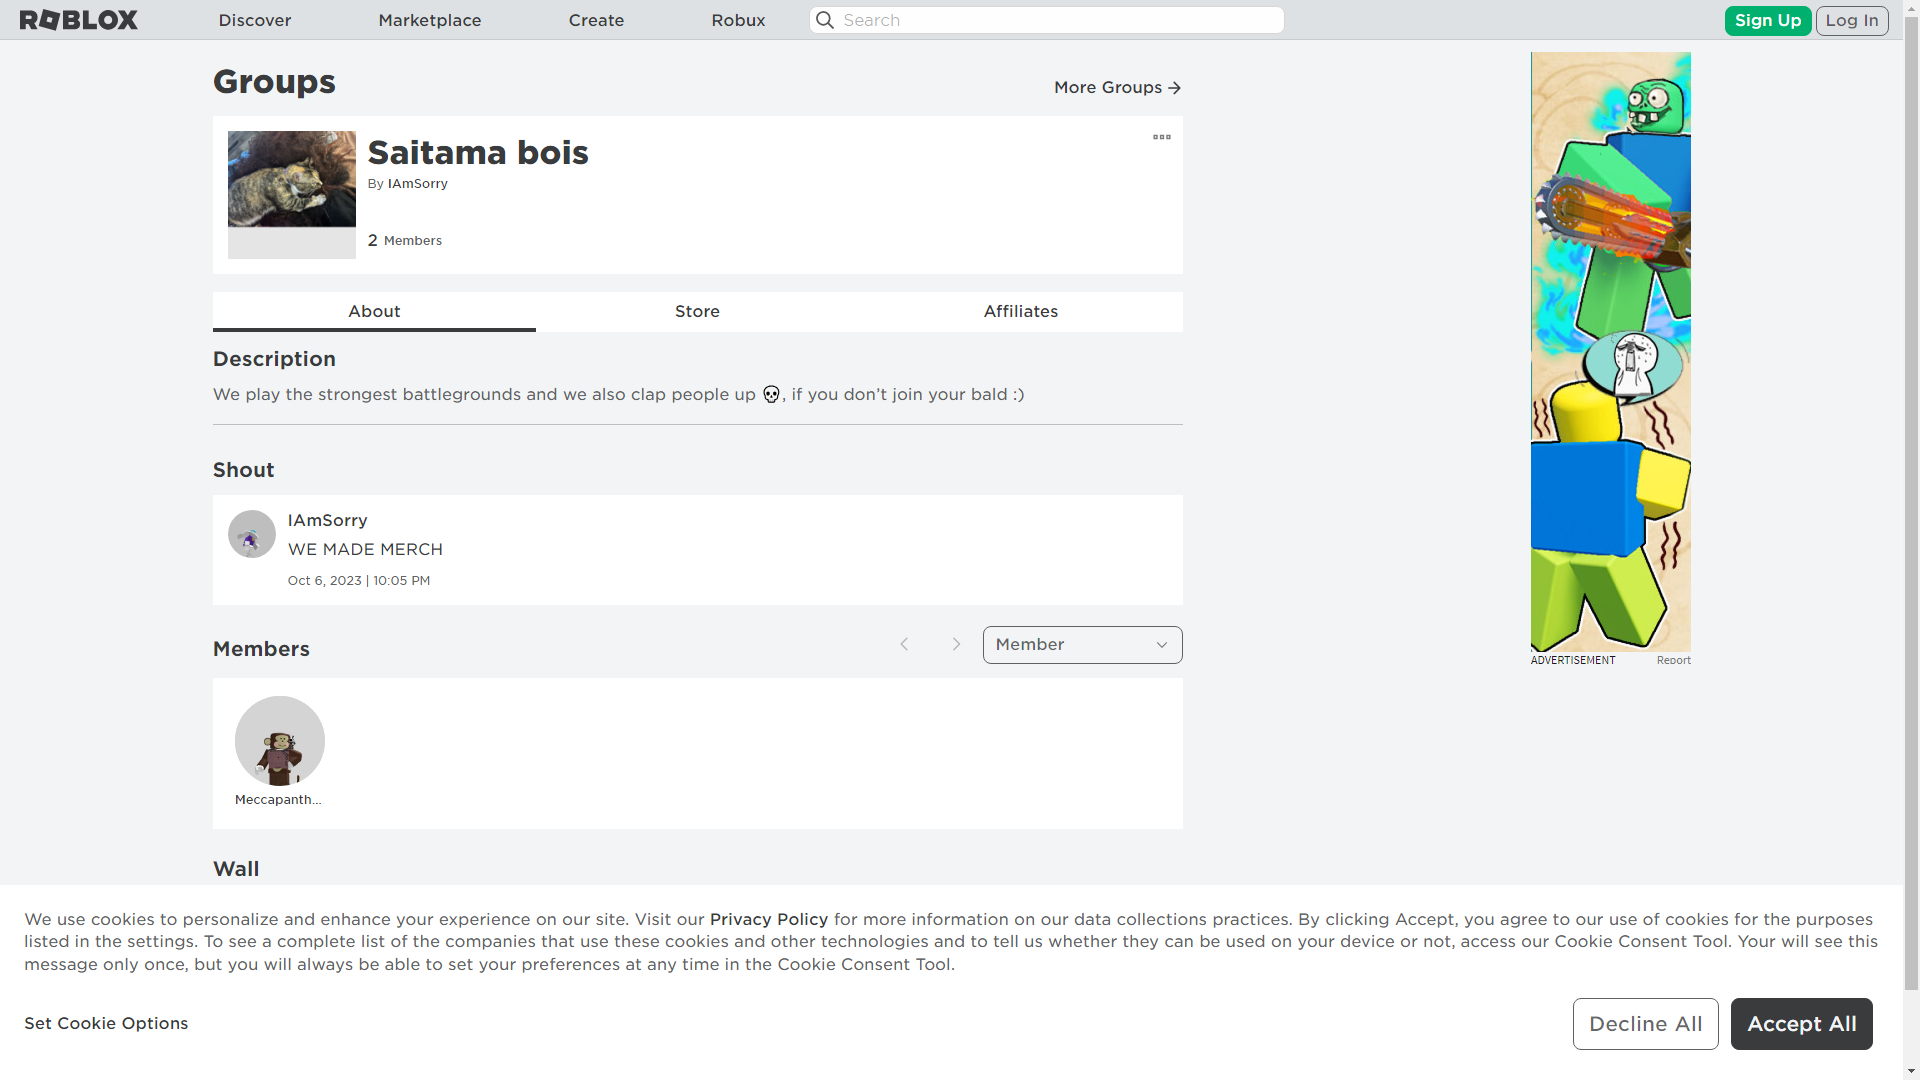 ROBLOX
Discover
Marketplace
Create
Robux
Search
Sign Up
Log In
Groups
More Groups →
Saitama bois
By IAmSorry
2 Members
About
Store
Affiliates
Description
We play the strongest battlegrounds and we also clap people up 💀, if you don’t join your bald :)
Shout
IAmSorry
WE MADE MERCH
Oct 6, 2023 | 10:05 PM
Members
Member
Meccapanth...
Wall
ADVERTISEMENT
Report
We use cookies to personalize and enhance your experience on our site. Visit our Privacy Policy for more information on our data collections practices. By clicking Accept, you agree to our use of cookies for the purposes
listed in the settings. To see a complete list of the companies that use these cookies and other technologies and to tell us whether they can be used on your device or not, access our Cookie Consent Tool. Your will see this
message only once, but you will always be able to set your preferences at any time in the Cookie Consent Tool.
Set Cookie Options
Decline All
Accept All